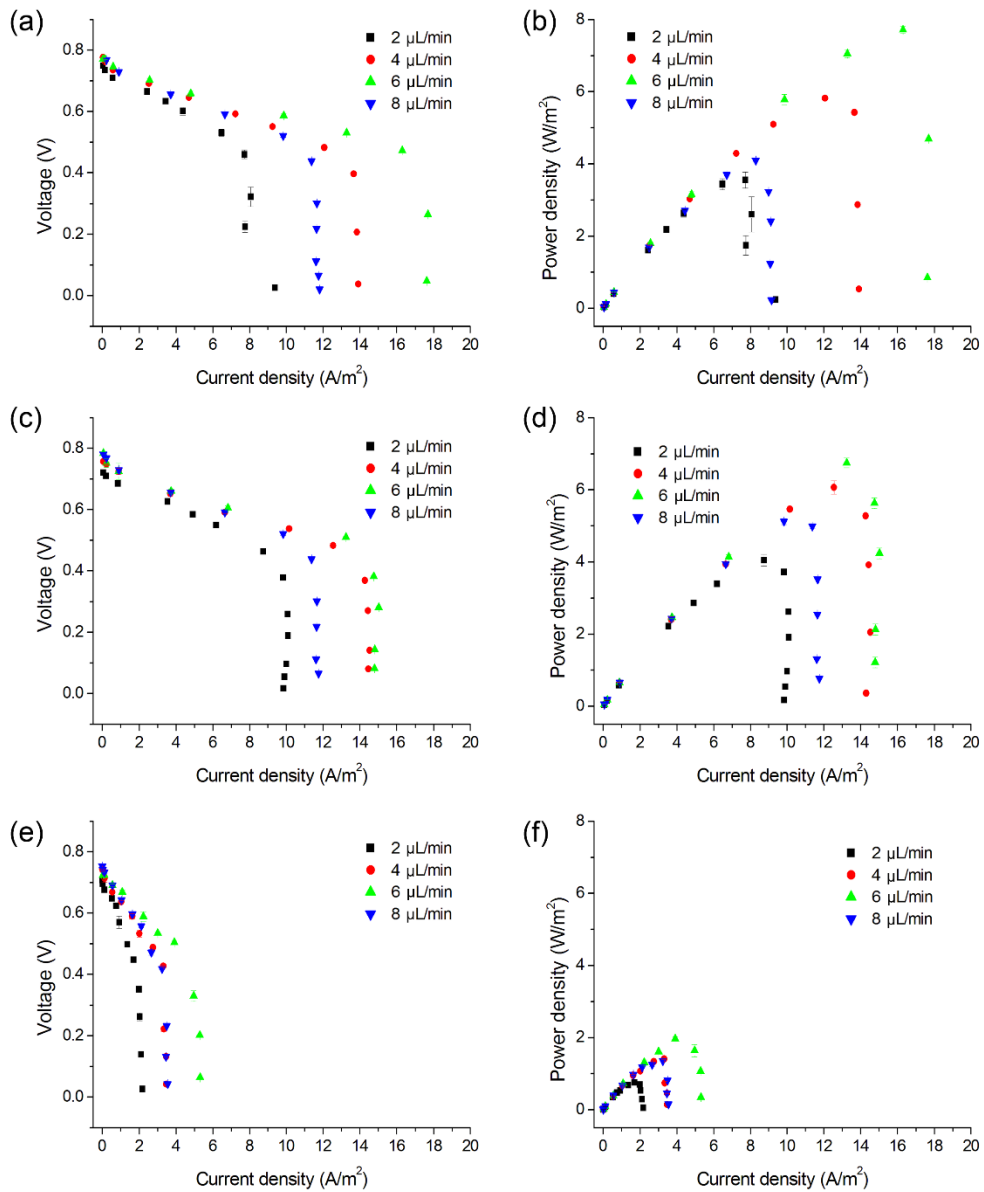 (a)
2 µL/min
4 µL/min
6 µL/min
8 µL/min
Voltage (V)
0.8
0.6
0.4
0.2
0.0
0 2 4 6 8 10 12 14 16 18 20
Current density (A/m²)
(b)
2 µL/min
4 µL/min
6 µL/min
8 µL/min
Power density (W/m²)
8
6
4
2
0
0 2 4 6 8 10 12 14 16 18 20
Current density (A/m²)
(c)
2 µL/min
4 µL/min
6 µL/min
8 µL/min
Voltage (V)
0.8
0.6
0.4
0.2
0.0
0 2 4 6 8 10 12 14 16 18 20
Current density (A/m²)
(d)
2 µL/min
4 µL/min
6 µL/min
8 µL/min
Power density (W/m²)
8
6
4
2
0
0 2 4 6 8 10 12 14 16 18 20
Current density (A/m²)
(e)
2 µL/min
4 µL/min
6 µL/min
8 µL/min
Voltage (V)
0.8
0.6
0.4
0.2
0.0
0 2 4 6 8 10 12 14 16 18 20
Current density (A/m²)
(f)
2 µL/min
4 µL/min
6 µL/min
8 µL/min
Power density (W/m²)
8
6
4
2
0
0 2 4 6 8 10 12 14 16 18 20
Current density (A/m²)